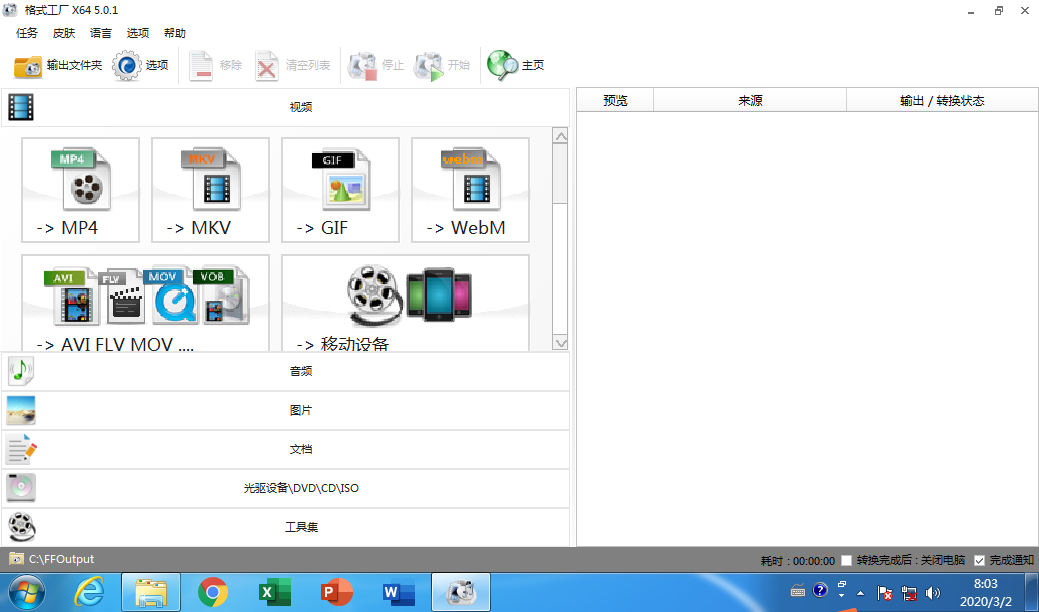 格式工厂 X64 5.0.1
任务 皮肤 语言 选项 帮助
输出文件夹 选项 移除 清空列表 停止 开始 主页
视频
预览 来源 输出 / 转换状态
MP4 MKV GIF webm
-> MP4 -> MKV -> GIF -> WebM
AVI FLV MOV VOB
-> AVI FLV MOV .... -> 移动设备
音频
图片
文档
光驱设备\DVD\CD\ISO
工具集
C:\FFOutput 耗时 : 00:00:00 转换完成后 : 关闭电脑 完成通知
8:03
2020/3/2